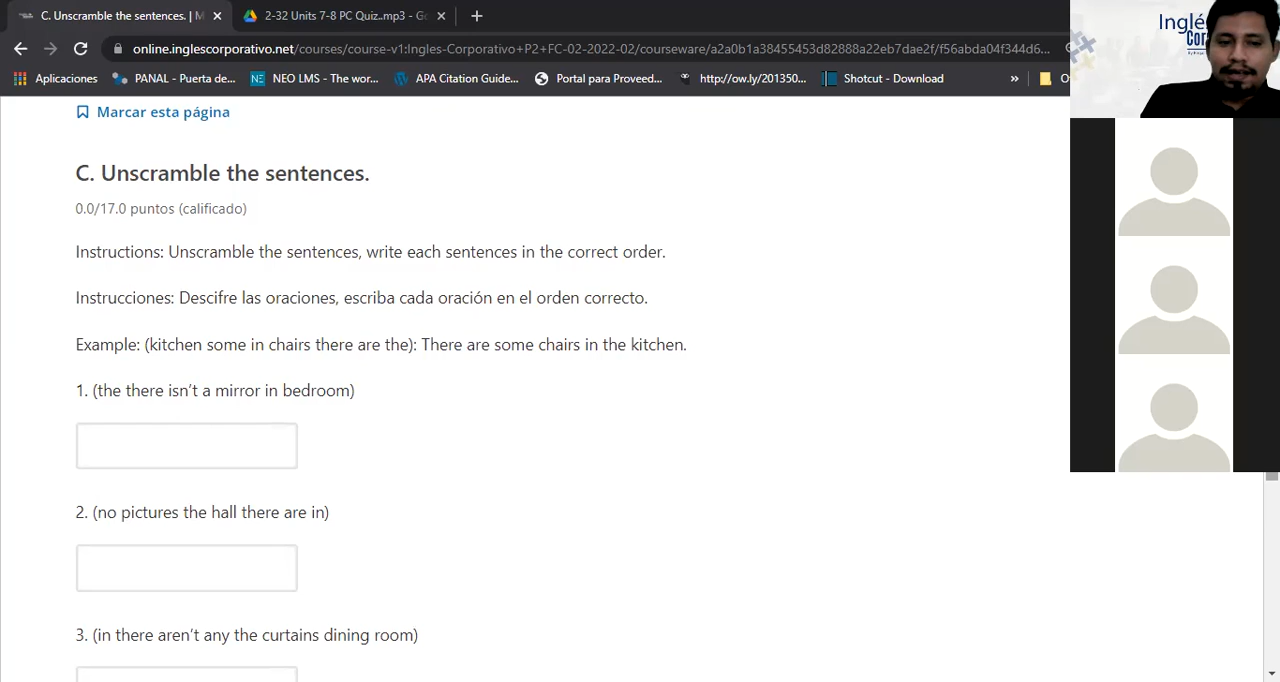 C. Unscramble the sentences. | M
2-32 Units 7-8 PC Quiz..mp3 - Go
online.inglescorporativo.net/courses/course-v1:Ingles-Corporativo+P2+FC-02-2022-02/courseware/a2a0b1a38455453d82888a22eb7dae2f/f56abda04f344d6...
Aplicaciones
PANAL - Puerta de...
NEO LMS - The wor...
APA Citation Guide...
Portal para Proveed...
http://ow.ly/201350...
Shotcut - Download
»
Inglé
Cor
Marcar esta página
C. Unscramble the sentences.
0.0/17.0 puntos (calificado)
Instructions: Unscramble the sentences, write each sentences in the correct order.
Instrucciones: Descifre las oraciones, escriba cada oración en el orden correcto.
Example: (kitchen some in chairs there are the): There are some chairs in the kitchen.
1. (the there isn't a mirror in bedroom)
2. (no pictures the hall there are in)
3. (in there aren't any the curtains dining room)